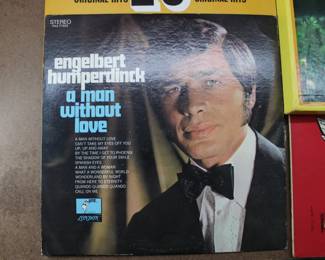 ORIGINAL HITS
ORIGINAL HITS
STEREO
engelbert
humperdinck
a man
without
love
A MAN WITHOUT LOVE
CAN'T TAKE MY EYES OFF YOU
UP, UP AND AWAY
BY THE TIME I GET TO PHOENIX
THE SHADOW OF YOUR SMILE
SPANISH EYES
A MAN AND A WOMAN
WHAT A WONDERFUL WORLD
WONDERLAND BY NIGHT
FROM HERE TO ETERNITY
QUANDO QUANDO QUANDO
CALL ON ME
LONDON